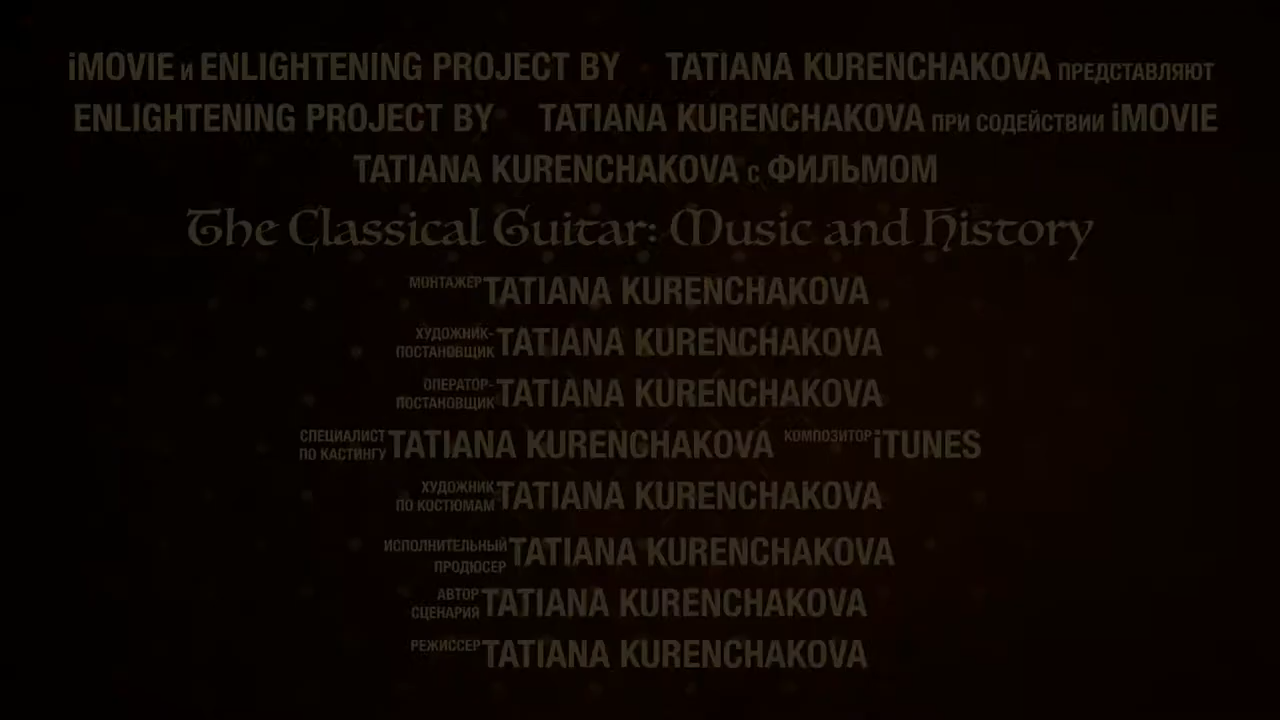 iMOVIE и ENLIGHTENING PROJECT BY TATIANA KURENCHAKOVA ПРЕДСТАВЛЯЮТ
ENLIGHTENING PROJECT BY TATIANA KURENCHAKOVA ПРИ СОДЕЙСТВИИ iMOVIE
TATIANA KURENCHAKOVA С ФИЛЬМОМ
The Classical Guitar: Music and History
МОНТАЖЁР TATIANA KURENCHAKOVA
ХУДОЖНИК-ПОСТАНОВЩИК TATIANA KURENCHAKOVA
ОПЕРАТОР-ПОСТАНОВЩИК TATIANA KURENCHAKOVA
СПЕЦИАЛИСТ ПО КАСТИНГУ TATIANA KURENCHAKOVA КОМПОЗИТОР iTUNES
ХУДОЖНИК ПО КОСТЮМАМ TATIANA KURENCHAKOVA
ИСПОЛНИТЕЛЬНЫЙ ПРОДЮСЕР TATIANA KURENCHAKOVA
АВТОР СЦЕНАРИЯ TATIANA KURENCHAKOVA
РЕЖИССЕР TATIANA KURENCHAKOVA